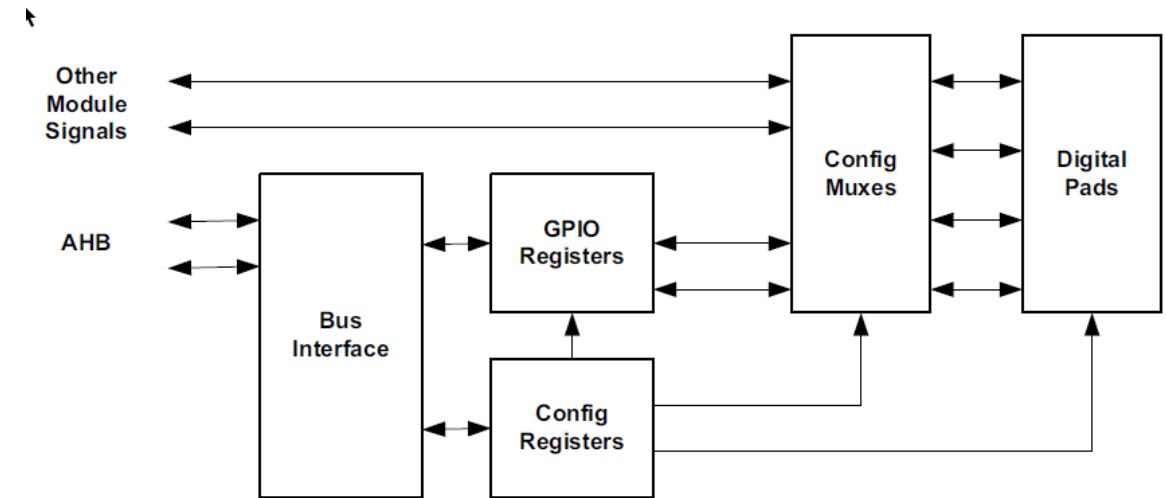 Other
Module
Signals
AHB
Bus
Interface
GPIO
Registers
Config
Registers
Config
Muxes
Digital
Pads